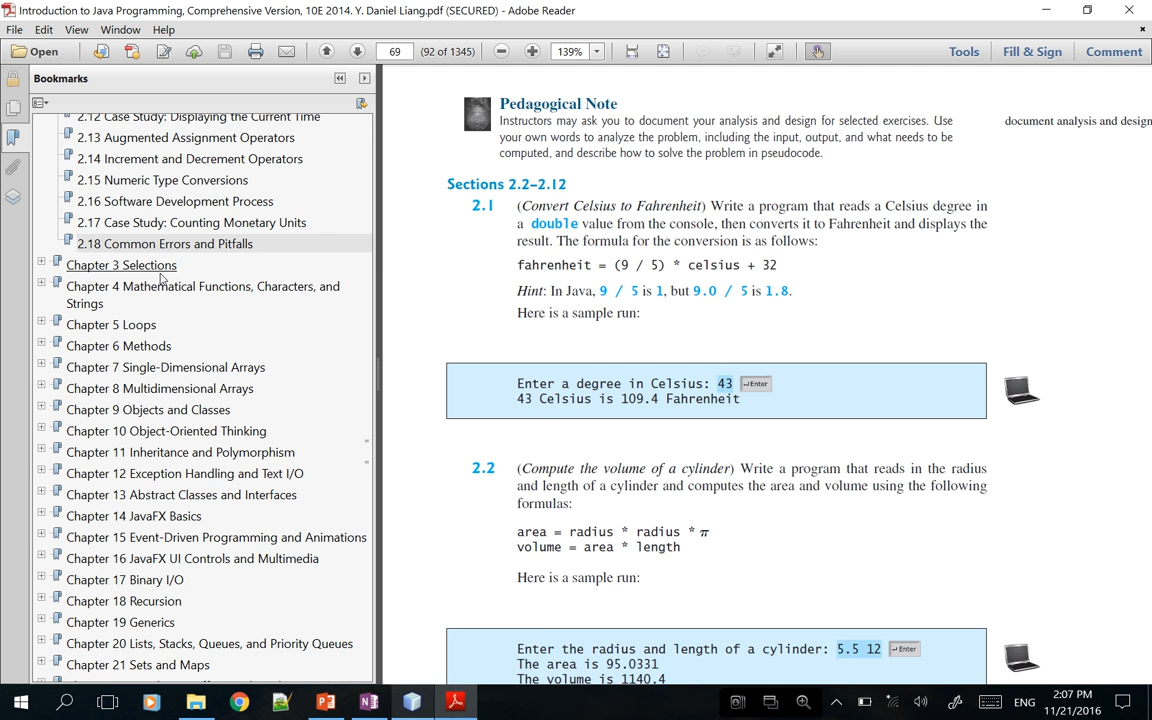 Introduction to Java Programming, Comprehensive Version, 10E 2014. Y. Daniel Liang.pdf (SECURED) - Adobe Reader
File Edit View Window Help
Open 69 (92 of 1345) 139% Tools Fill & Sign Comment
Bookmarks
2.12 Case Study: Displaying the Current Time
2.13 Augmented Assignment Operators
2.14 Increment and Decrement Operators
2.15 Numeric Type Conversions
2.16 Software Development Process
2.17 Case Study: Counting Monetary Units
2.18 Common Errors and Pitfalls
Chapter 3 Selections
Chapter 4 Mathematical Functions, Characters, and
Strings
Chapter 5 Loops
Chapter 6 Methods
Chapter 7 Single-Dimensional Arrays
Chapter 8 Multidimensional Arrays
Chapter 9 Objects and Classes
Chapter 10 Object-Oriented Thinking
Chapter 11 Inheritance and Polymorphism
Chapter 12 Exception Handling and Text I/O
Chapter 13 Abstract Classes and Interfaces
Chapter 14 JavaFX Basics
Chapter 15 Event-Driven Programming and Animations
Chapter 16 JavaFX UI Controls and Multimedia
Chapter 17 Binary I/O
Chapter 18 Recursion
Chapter 19 Generics
Chapter 20 Lists, Stacks, Queues, and Priority Queues
Chapter 21 Sets and Maps
Pedagogical Note
Instructors may ask you to document your analysis and design for selected exercises. Use
your own words to analyze the problem, including the input, output, and what needs to be
computed, and describe how to solve the problem in pseudocode.
document analysis and design
Sections 2.2–2.12
2.1 (Convert Celsius to Fahrenheit) Write a program that reads a Celsius degree in
a double value from the console, then converts it to Fahrenheit and displays the
result. The formula for the conversion is as follows:
fahrenheit = (9 / 5) * celsius + 32
Hint: In Java, 9 / 5 is 1, but 9.0 / 5 is 1.8.
Here is a sample run:
Enter a degree in Celsius: 43 Enter
43 Celsius is 109.4 Fahrenheit
2.2 (Compute the volume of a cylinder) Write a program that reads in the radius
and length of a cylinder and computes the area and volume using the following
formulas:
area = radius * radius * π
volume = area * length
Here is a sample run:
Enter the radius and length of a cylinder: 5.5 12 Enter
The area is 95.0331
The volume is 1140.4
ENG 2:07 PM
11/21/2016